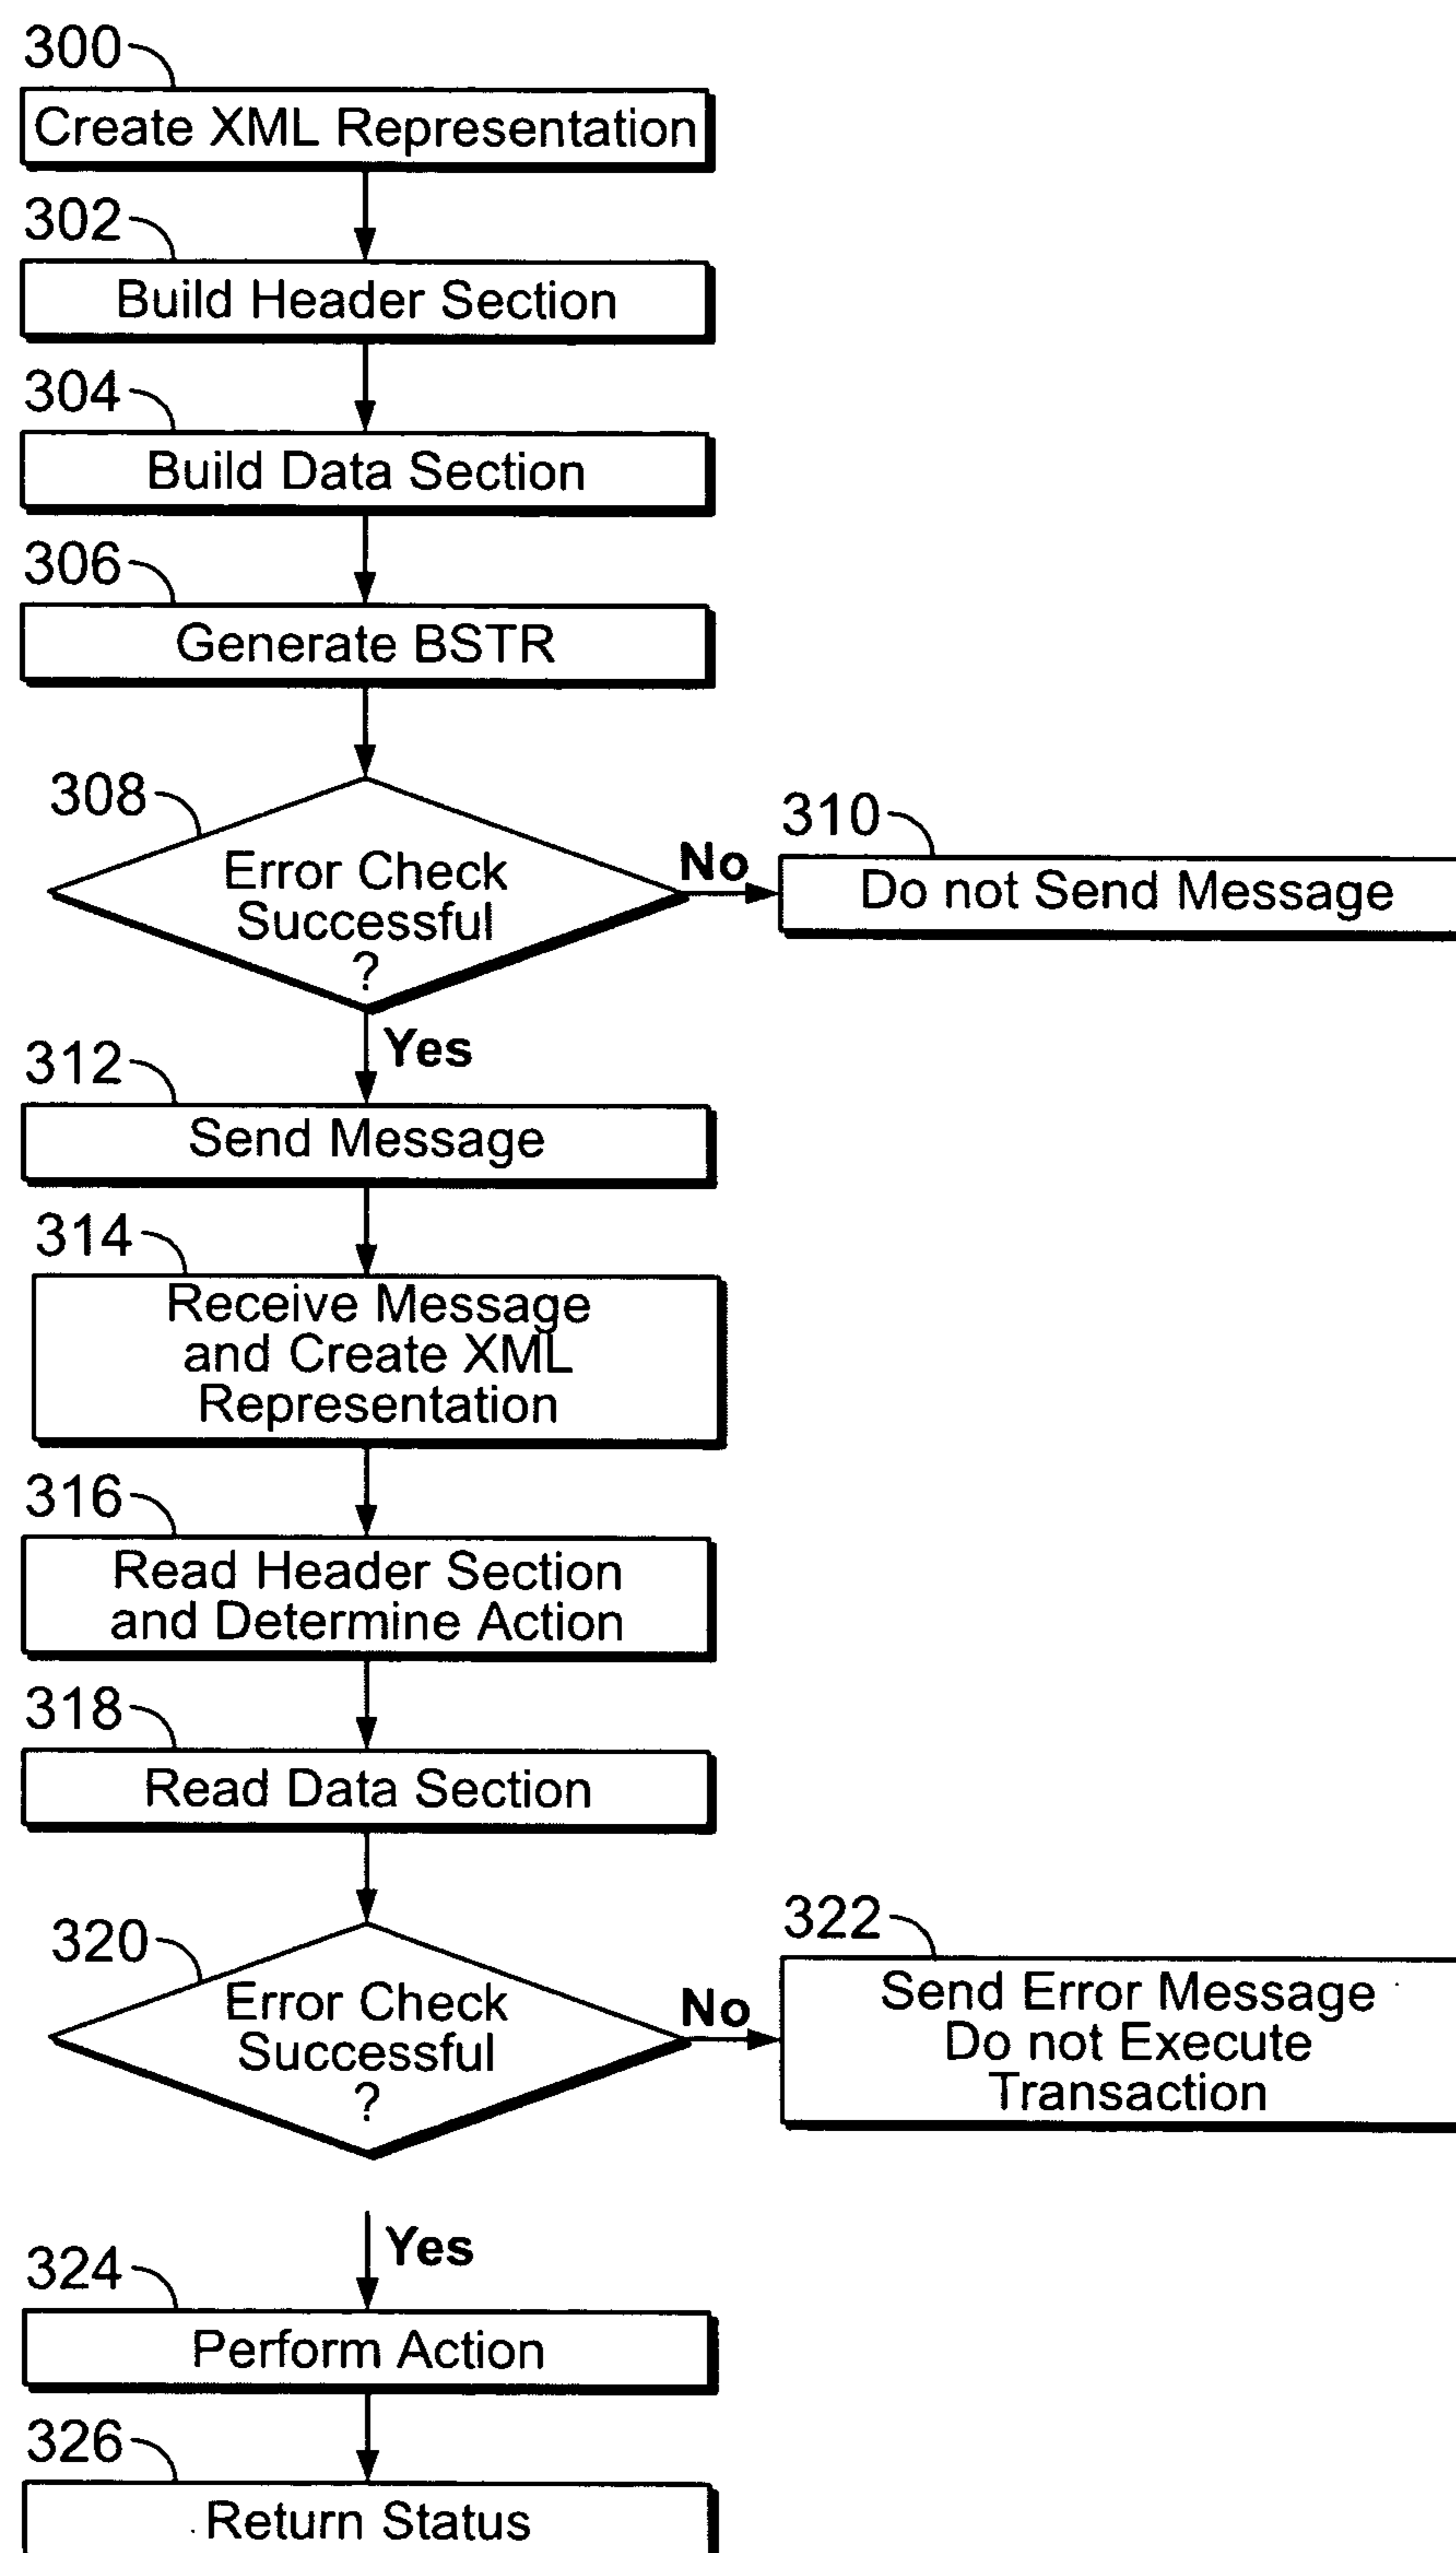 300
Create XML Representation
302
Build Header Section
304
Build Data Section
306
Generate BSTR
308
Error Check
Successful
?
No
310
Do not Send Message
Yes
312
Send Message
314
Receive Message
and Create XML
Representation
316
Read Header Section
and Determine Action
318
Read Data Section
320
Error Check
Successful
?
No
322
Send Error Message
Do not Execute
Transaction
Yes
324
Perform Action
326
Return Status